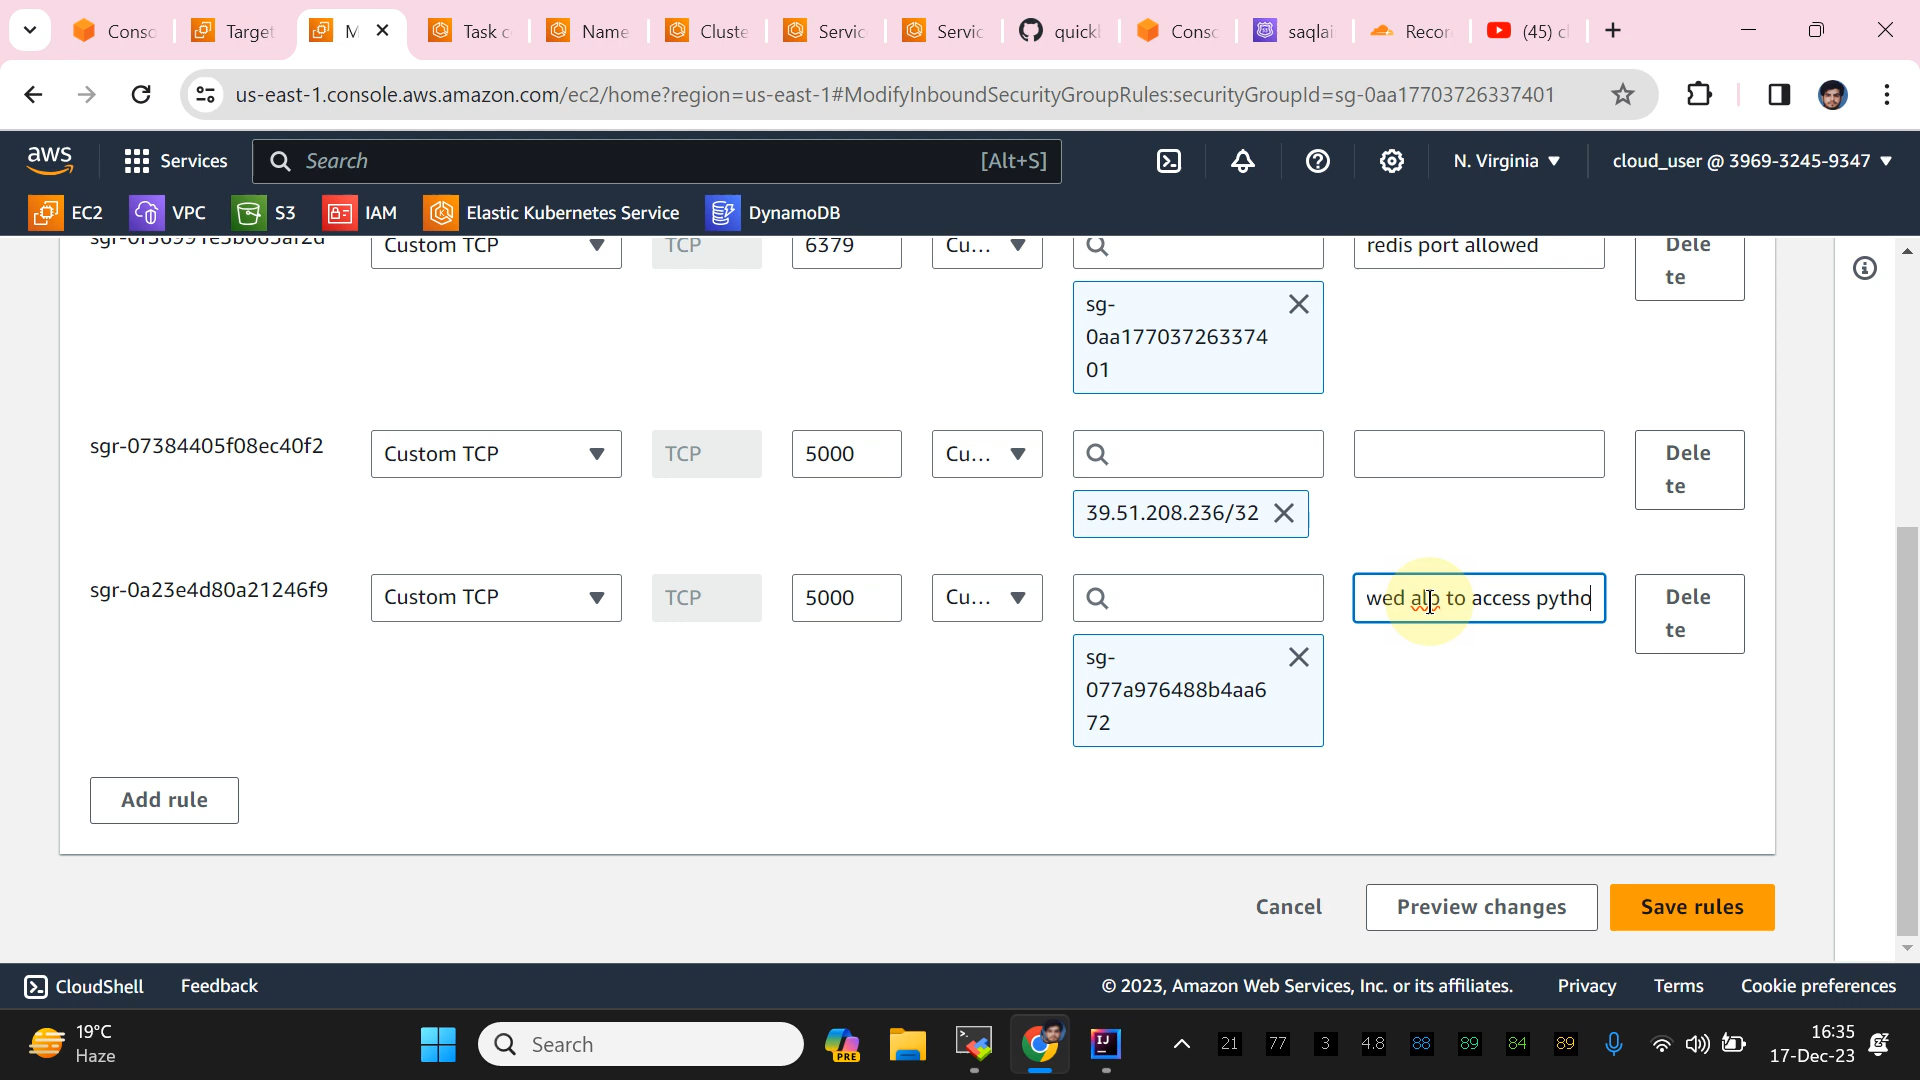 Conso
Target
M
Task c
Name
Cluste
Servic
Servic
quickl
Conso
saqlai
Recor
(45) cl
us-east-1.console.aws.amazon.com/ec2/home?region=us-east-1#ModifyInboundSecurityGroupRules:securityGroupId=sg-0aa17703726337401
aws
Services
Search
[Alt+S]
N. Virginia
cloud_user @ 3969-3245-9347
EC2
VPC
S3
IAM
Elastic Kubernetes Service
DynamoDB
Custom TCP
TCP
6379
Cu...
redis port allowed
Dele
te
sg-
0aa177037263374
01
sgr-07384405f08ec40f2
Custom TCP
TCP
5000
Cu...
Dele
te
39.51.208.236/32
sgr-0a23e4d80a21246f9
Custom TCP
TCP
5000
Cu...
wed alb to access pytho
Dele
te
sg-
077a976488b4aa6
72
Add rule
Cancel
Preview changes
Save rules
CloudShell
Feedback
© 2023, Amazon Web Services, Inc. or its affiliates.
Privacy
Terms
Cookie preferences
19°C
Haze
Search
PRE
IJ
21
77
3
4.8
88
89
84
89
16:35
17-Dec-23